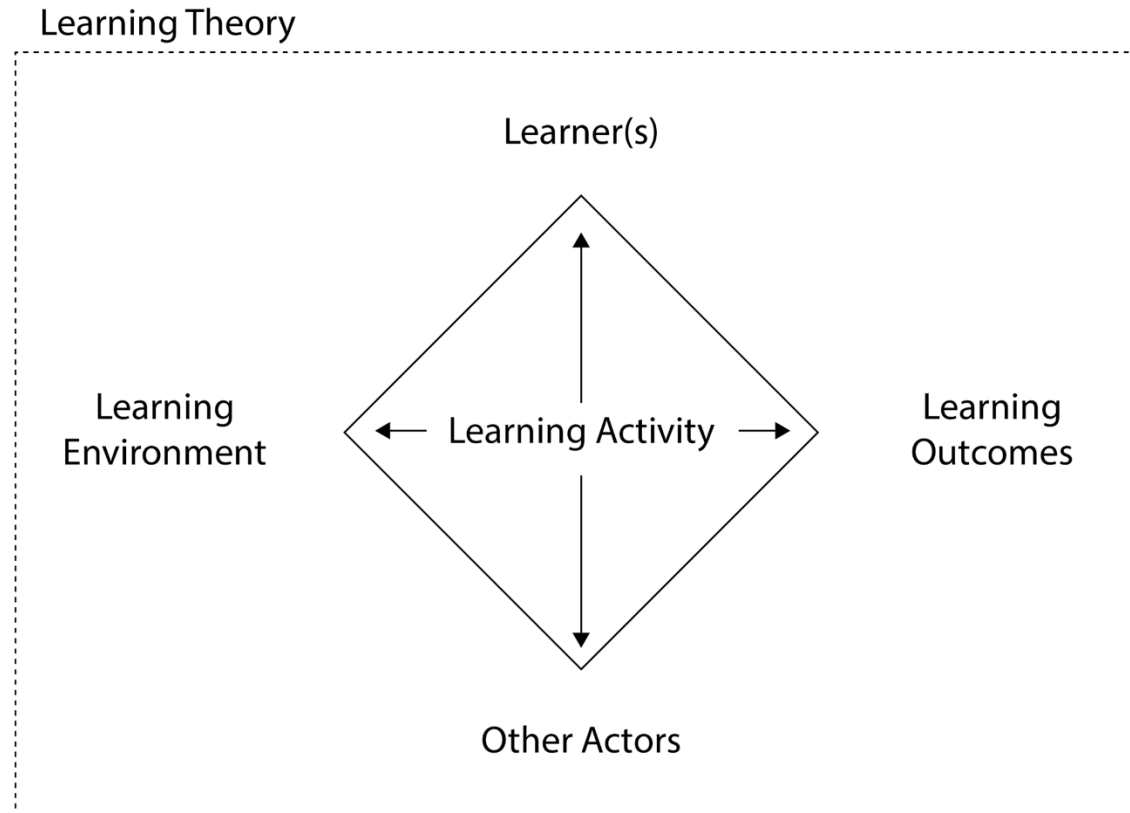 Learning Theory
Learner(s)
Learning
Environment
Learning Activity
Learning
Outcomes
Other Actors